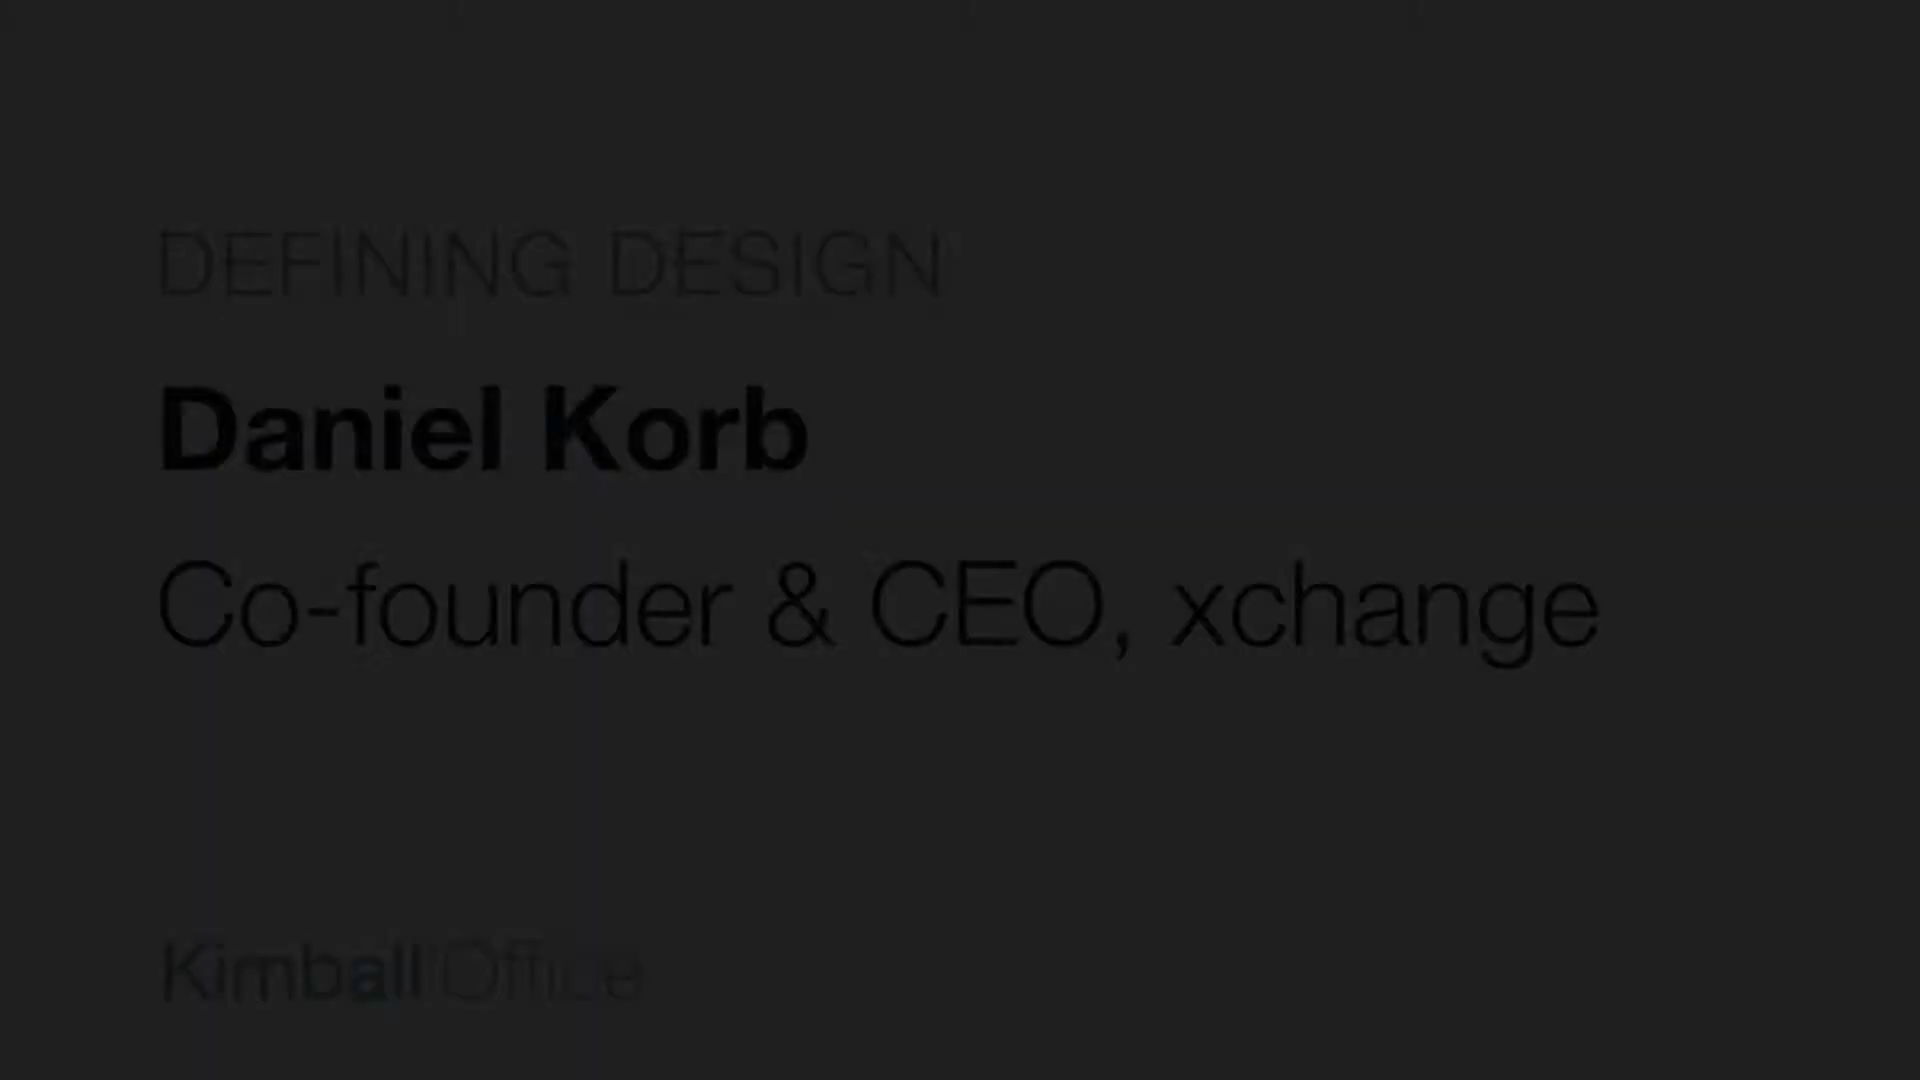 DEFINING DESIGN
Daniel Korb
Co-founder & CEO, xchange
Kimball Office